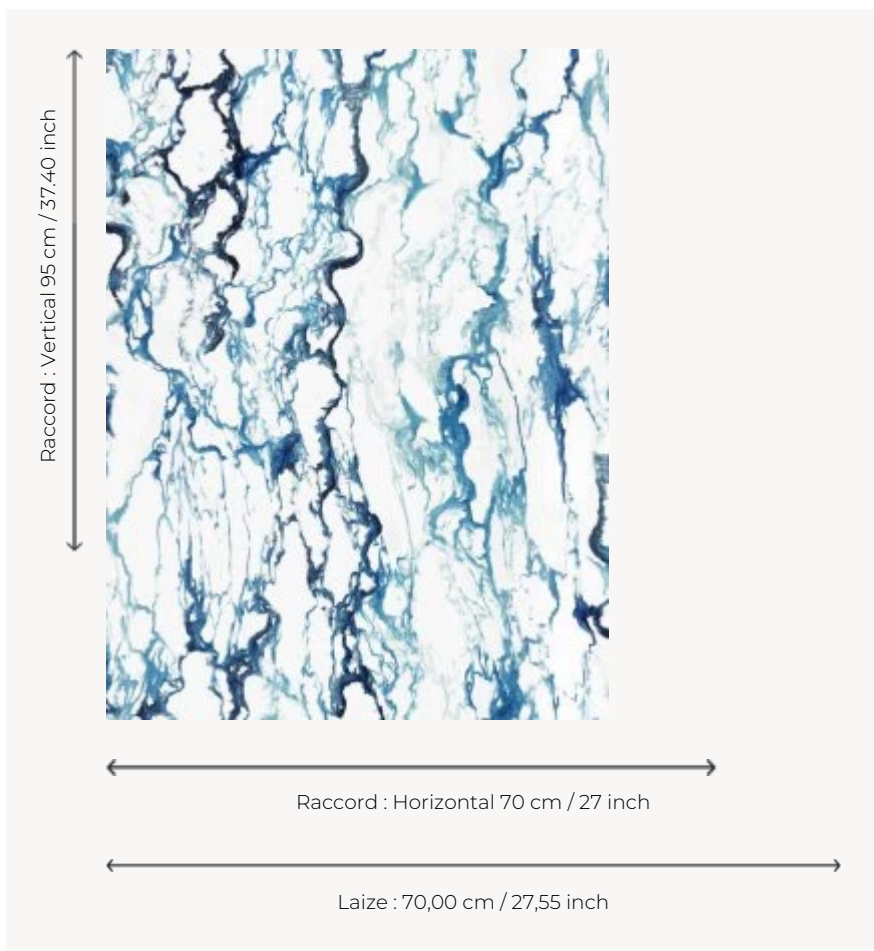 Raccord : Vertical 95 cm / 37.40 inch
Raccord : Horizontal 70 cm / 27 inch
Laize : 70,00 cm / 27,55 inch